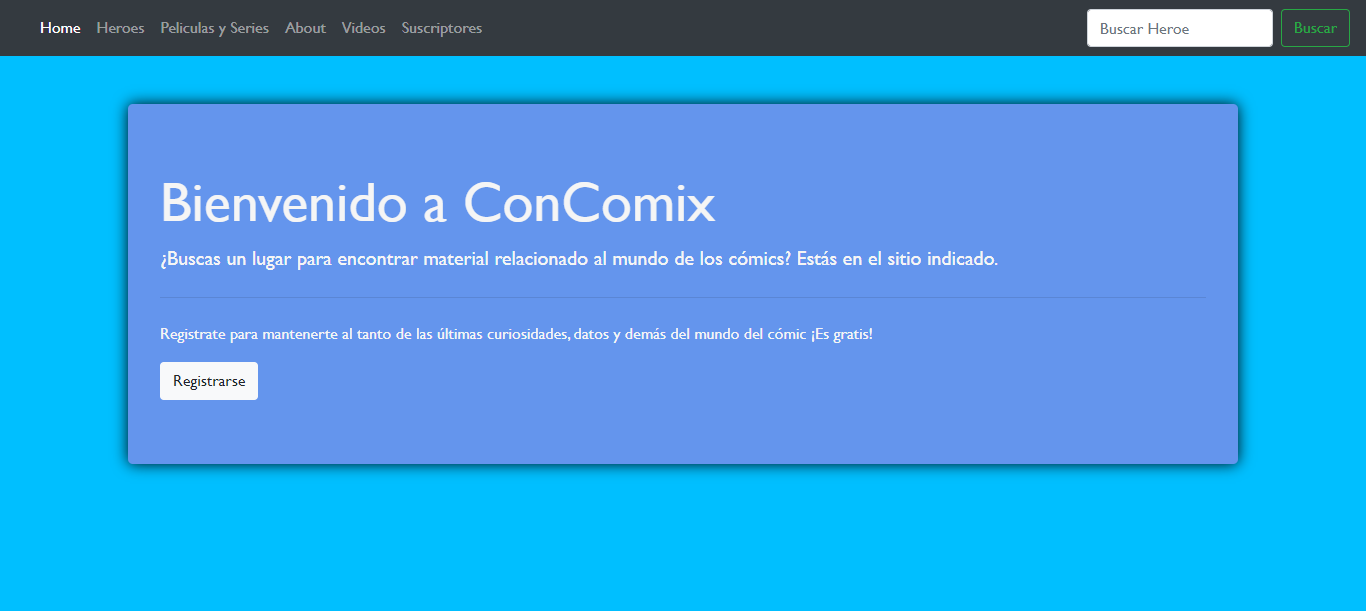 Home Heroes Peliculas y Series About Videos Suscriptores Buscar Heroe Buscar
Bienvenido a ConComix
¿Buscas un lugar para encontrar material relacionado al mundo de los cómics? Estás en el sitio indicado.
Registrate para mantenerte al tanto de las últimas curiosidades, datos y demás del mundo del cómic ¡Es gratis!
Registrarse